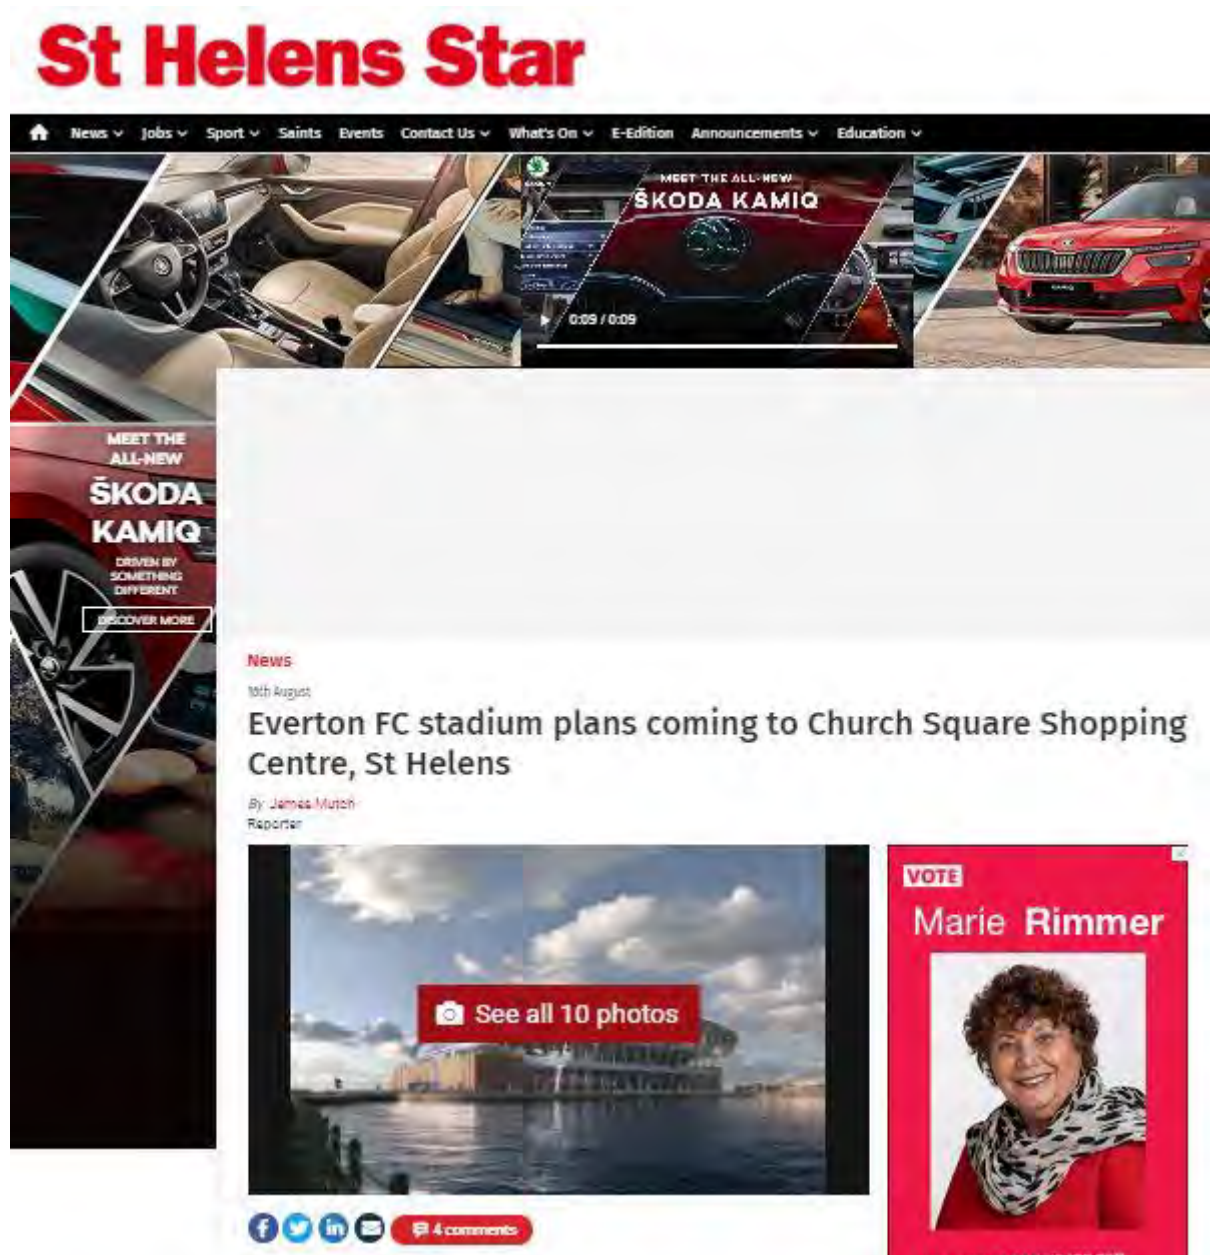 St Helens Star
News Jobs Sport Saints Events Contact Us What's On E-Edition Announcements Education
MEET THE ALL-NEW
ŠKODA KAMIQ
0:09 / 0:09
MEET THE
ALL-NEW
ŠKODA
KAMIQ
DRIVEN BY
SOMETHING
DIFFERENT
DISCOVER MORE
News
16th August
Everton FC stadium plans coming to Church Square Shopping
Centre, St Helens
By James Mutch
Reporter
See all 10 photos
VOTE
Marie Rimmer
4 comments